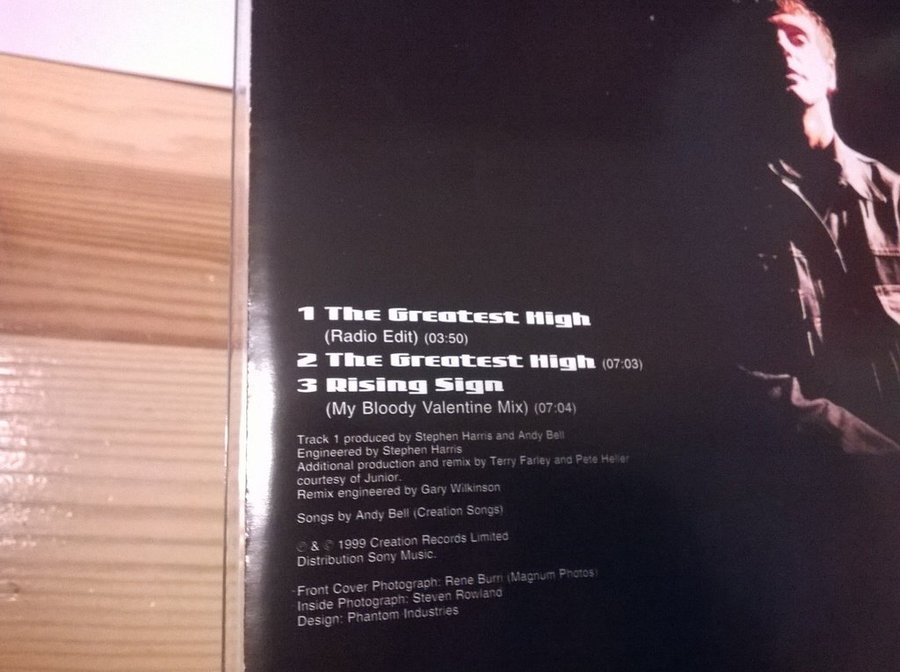 1 The Greatest High
(Radio Edit) (03:50)
2 The Greatest High (07:03)
3 Rising Sign
(My Bloody Valentine Mix) (07:04)
Track 1 produced by Stephen Harris and Andy Bell
Engineered by Stephen Harris
Additional production and remix by Terry Farley and Pete Heller
courtesy of Junior.
Remix engineered by Gary Wilkinson
Songs by Andy Bell (Creation Songs)
℗ & © 1999 Creation Records Limited
Distribution Sony Music.
Front Cover Photograph: Rene Burri (Magnum Photos)
Inside Photograph: Steven Rowland
Design: Phantom Industries